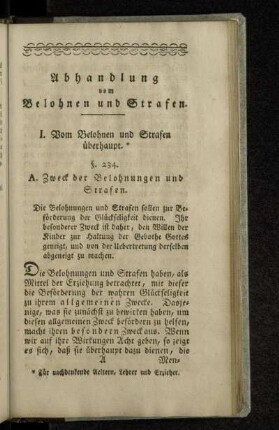 Abhandlung
vom
Belohnen und Strafen.
I. Vom Belohnen und Strafen
überhaupt. *
§. 234.
A. Zweck der Belohnungen und
Strafen.
Die Belohnungen und Strafen sollen zur Be-
förderung der Glückseligkeit dienen. Ihr
besonderer Zweck ist daher, den Willen der
Kinder zur Haltung der Gebothe Gottes
geneigt, und von der Uebertretung derselben
abgeneigt zu machen.
Die Belohnungen und Strafen haben, als
Mittel der Erziehung betrachtet, mit dieser
die Beförderung der wahren Glückseligkeit
zu ihrem allgemeinen Zwecke. Dasje-
nige, was sie zunächst zu bewirken haben, um
diesen allgemeinen Zweck befördern zu helfen,
macht ihren besondern Zweck aus. Wenn
wir auf ihre Wirkungen Acht geben, so zeigt
es sich, daß sie überhaupt dazu dienen, die
A Men-
* Für nachdenkende Aeltern, Lehrer und Erzieher.